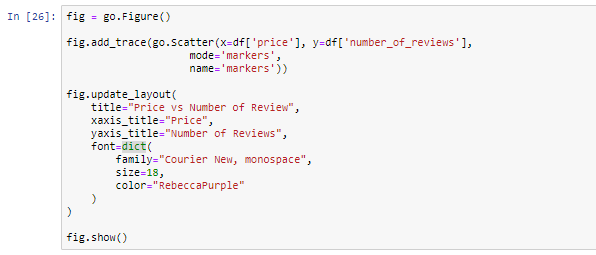 In [26]: fig = go.Figure()
fig.add_trace(go.Scatter(x=df['price'], y=df['number_of_reviews'],
mode='markers',
name='markers'))
fig.update_layout(
title="Price vs Number of Review",
xaxis_title="Price",
yaxis_title="Number of Reviews",
font=dict(
family="Courier New, monospace",
size=18,
color="RebeccaPurple"
)
)
fig.show()